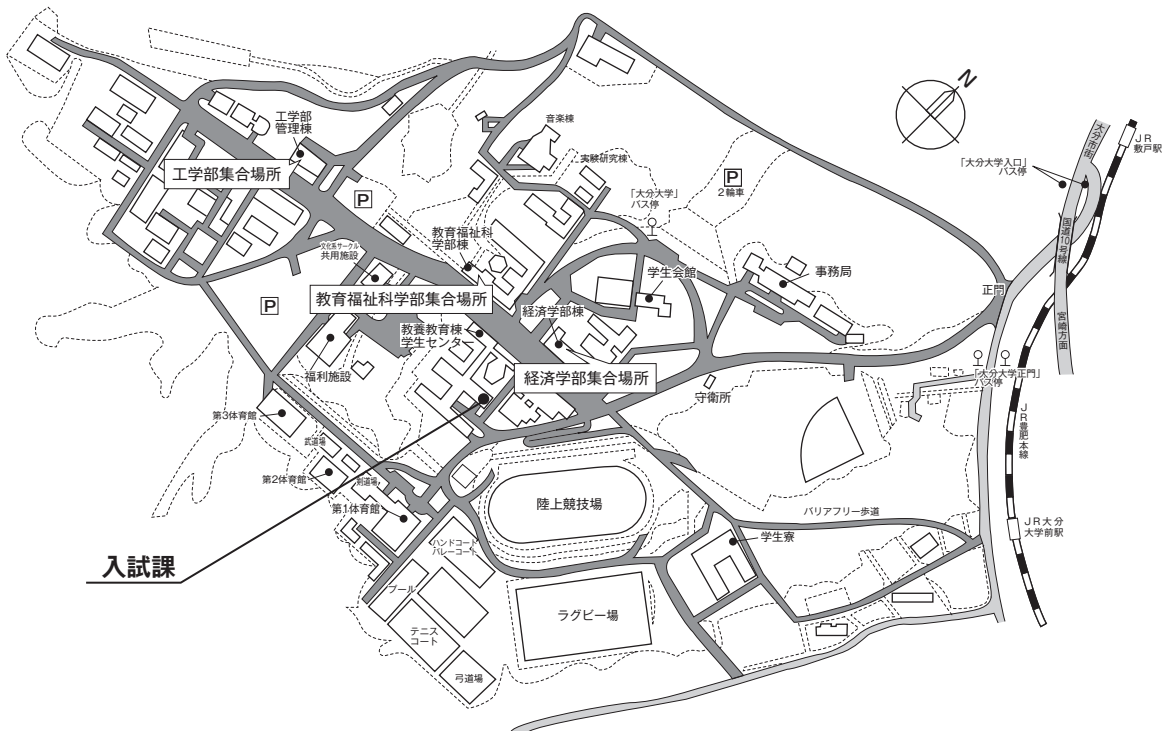 N
大分市街
JR
敷戸駅
「大分大学入口」
バス停
国道10号線
宮崎方面
工学部
管理棟
工学部集合場所
音楽棟
実験研究棟
P
2輪車
「大分大学」
バス停
P
教育福祉科
学部棟
文化系サークル
共用施設
学生会館
事務局
正門
教育福祉科学部集合場所
P
経済学部棟
教養教育棟
学生センター
福利施設
経済学部集合場所
「大分大学正門」
バス停
守衛所
JR豊肥本線
第3体育館
武道場
第2体育館
剣道場
第1体育館
陸上競技場
バリアフリー歩道
JR大分
大学前駅
学生寮
ハンドコート
バレーコート
入試課
プール
ラグビー場
テニス
コート
弓道場